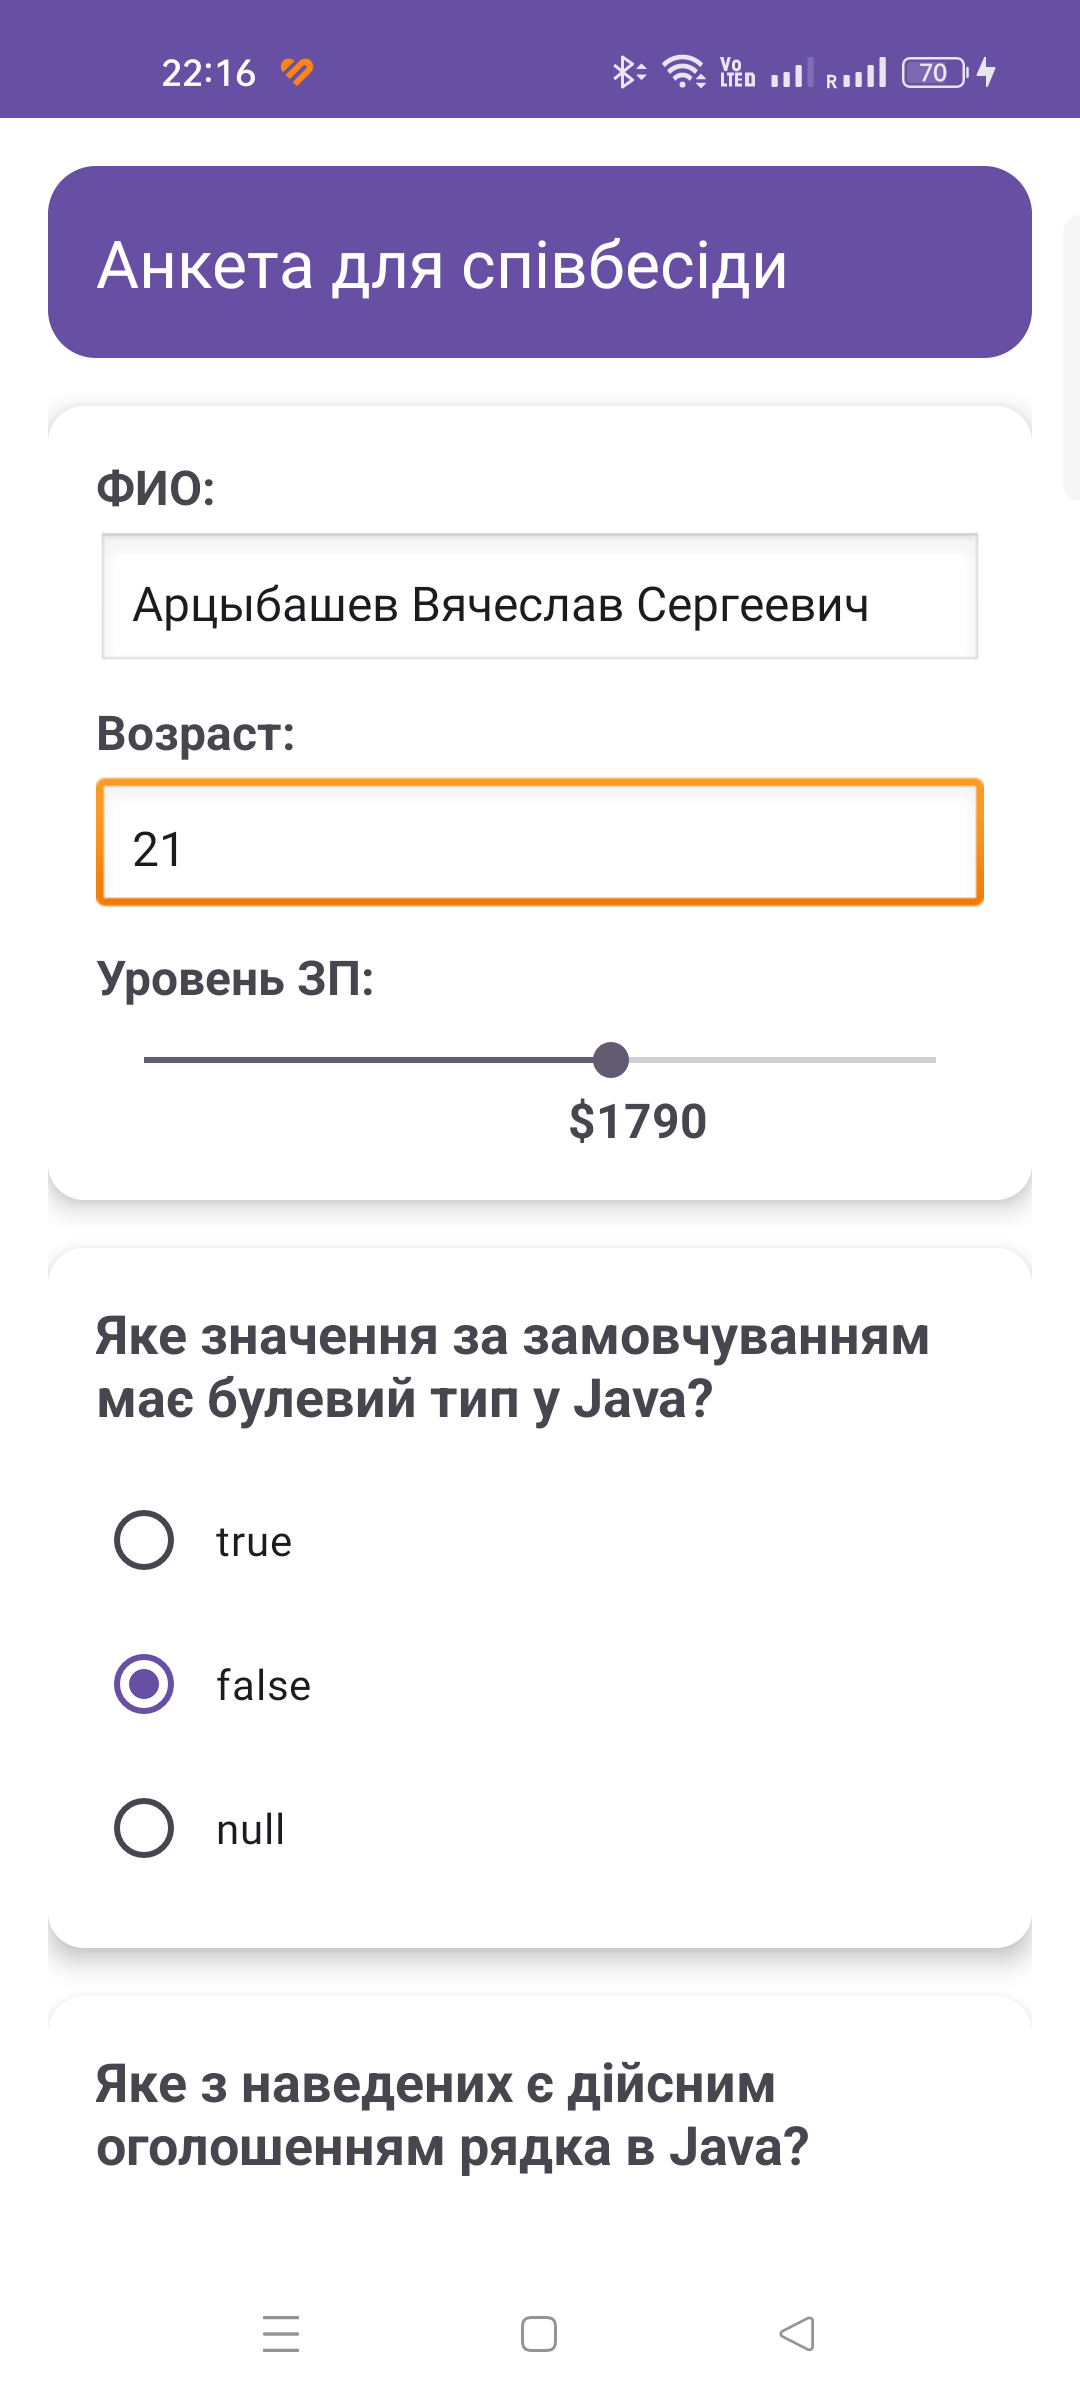 22:16
Vo
LTED
R
70
Анкета для співбесіди
ФИО:
Арцыбашев Вячеслав Сергеевич
Возраст:
21
Уровень ЗП:
$1790
Яке значення за замовчуванням
має булевий тип у Java?
true
false
null
Яке з наведених є дійсним
оголошенням рядка в Java?